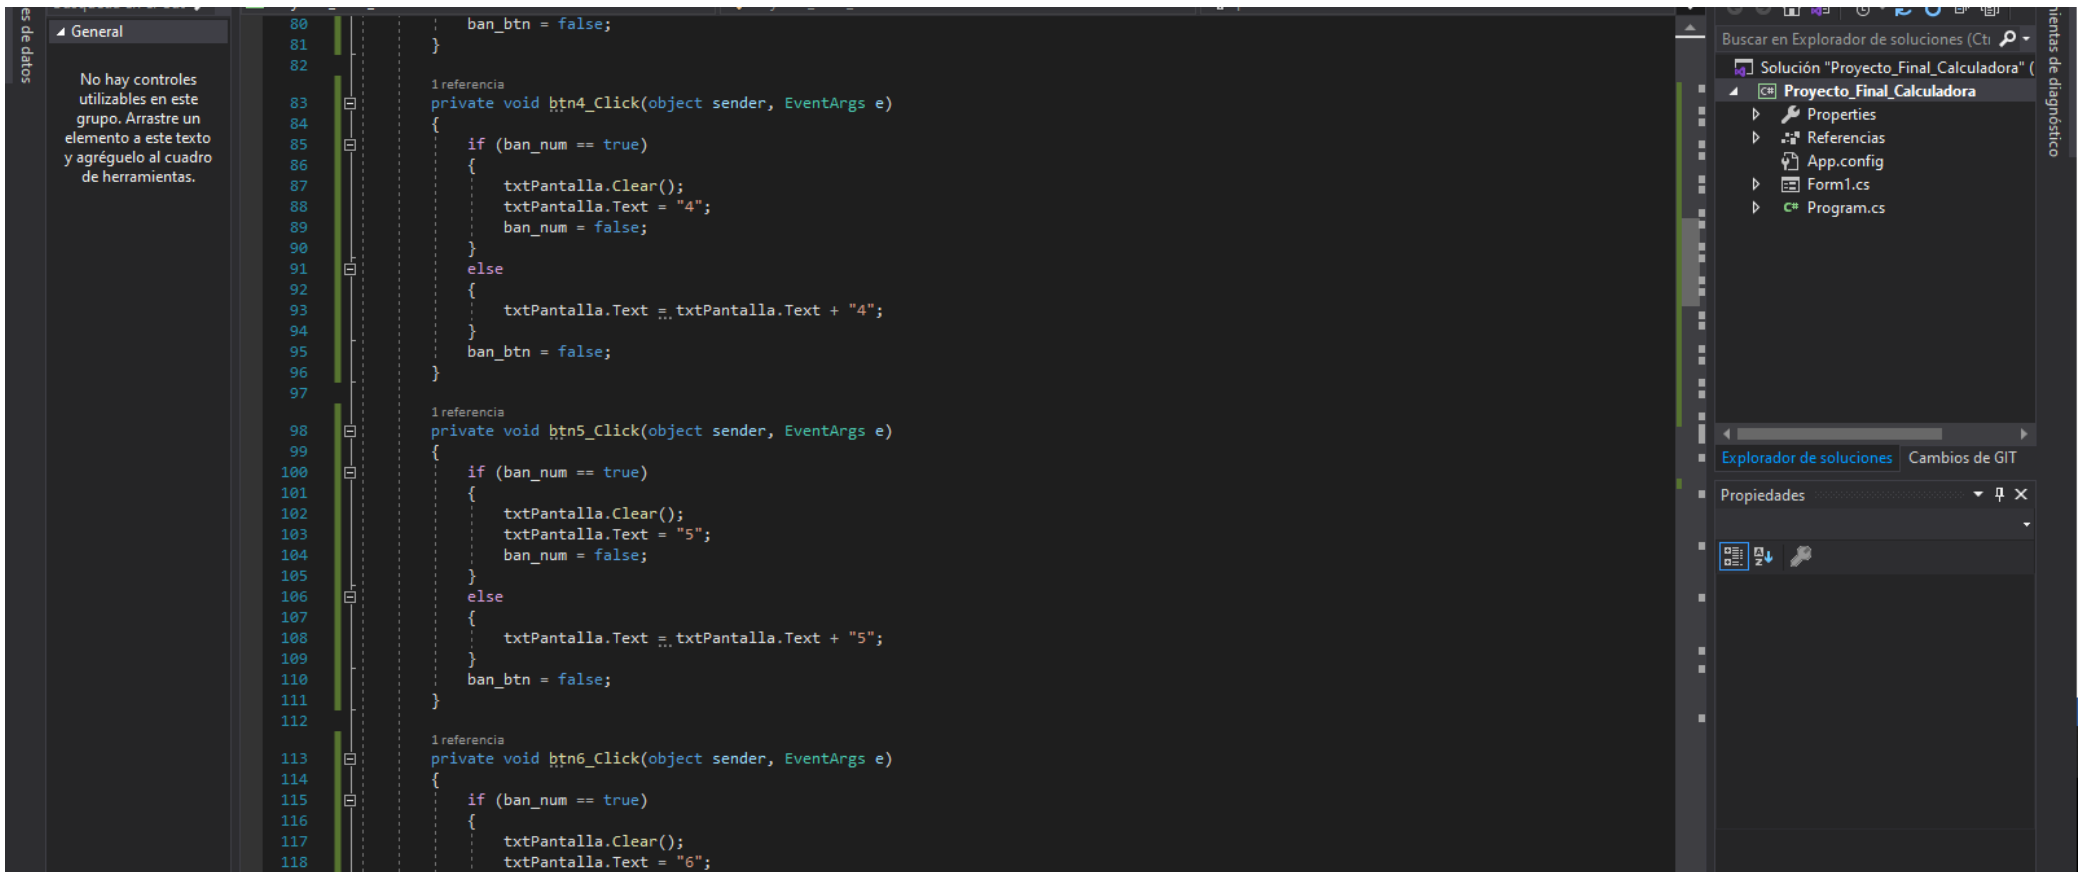 es de datos
General
No hay controles
utilizables en este
grupo. Arrastre un
elemento a este texto
y agréguelo al cuadro
de herramientas.
80 ban_btn = false;
81 }
82
1 referencia
83 private void btn4_Click(object sender, EventArgs e)
84 {
85 if (ban_num == true)
86 {
87 txtPantalla.Clear();
88 txtPantalla.Text = "4";
89 ban_num = false;
90 }
91 else
92 {
93 txtPantalla.Text = txtPantalla.Text + "4";
94 }
95 ban_btn = false;
96 }
97
1 referencia
98 private void btn5_Click(object sender, EventArgs e)
99 {
100 if (ban_num == true)
101 {
102 txtPantalla.Clear();
103 txtPantalla.Text = "5";
104 ban_num = false;
105 }
106 else
107 {
108 txtPantalla.Text = txtPantalla.Text + "5";
109 }
110 ban_btn = false;
111 }
112
1 referencia
113 private void btn6_Click(object sender, EventArgs e)
114 {
115 if (ban_num == true)
116 {
117 txtPantalla.Clear();
118 txtPantalla.Text = "6";
Buscar en Explorador de soluciones (Ctı
Solución "Proyecto_Final_Calculadora" (
C# Proyecto_Final_Calculadora
Properties
Referencias
App.config
Form1.cs
C# Program.cs
Explorador de soluciones Cambios de GIT
Propiedades
mientas de diagnóstico